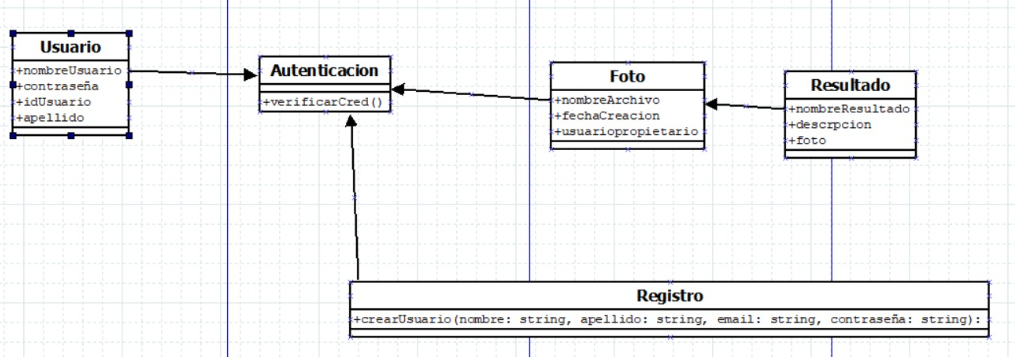 Usuario
+nombreUsuario
+contraseña
+idUsuario
+apellido
Autenticacion
+verificarCred()
Foto
+nombreArchivo
+fechaCreacion
+usuariopropietario
Resultado
+nombreResultado
+descrpcion
+foto
Registro
+crearUsuario(nombre: string, apellido: string, email: string, contraseña: string):